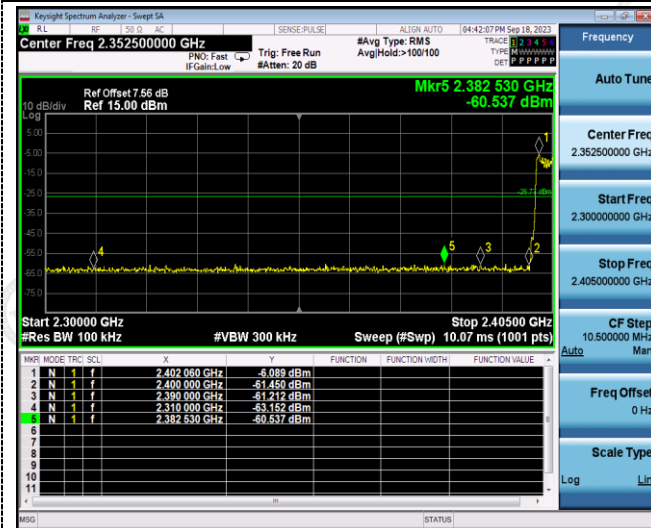 Keysight Spectrum Analyzer - Swept SA
RL RF 50 Ω AC SENSE:PULSE ALIGN AUTO 04:42:07 PM Sep 18, 2023
Center Freq 2.352500000 GHz
PNO: Fast
IFGain:Low
Trig: Free Run
#Atten: 20 dB
#Avg Type: RMS
Avg|Hold:>100/100
TRACE 1 2 3 4 5 6
TYPE MWWWWW
DET P P P P P P
Mkr5 2.382 530 GHz
-60.537 dBm
Ref Offset 7.56 dB
10 dB/div Ref 15.00 dBm
Log
5.00
-5.00
-15.0
-25.0
-35.0
-45.0
-55.0
-65.0
-75.0
-26.77 dBm
1
4
5
3
2
Start 2.30000 GHz Stop 2.40500 GHz
#Res BW 100 kHz #VBW 300 kHz Sweep (#Swp) 10.07 ms (1001 pts)
MKR MODE TRC SCL X Y FUNCTION FUNCTION WIDTH FUNCTION VALUE
1 N 1 f 2.402 060 GHz -6.089 dBm
2 N 1 f 2.400 000 GHz -61.450 dBm
3 N 1 f 2.390 000 GHz -61.212 dBm
4 N 1 f 2.310 000 GHz -63.152 dBm
5 N 1 f 2.382 530 GHz -60.537 dBm
6
7
8
9
10
11
MSG STATUS
Frequency
Auto Tune
Center Freq
2.352500000 GHz
Start Freq
2.300000000 GHz
Stop Freq
2.405000000 GHz
CF Step
10.500000 MHz
Auto Man
Freq Offset
0 Hz
Scale Type
Log Lin